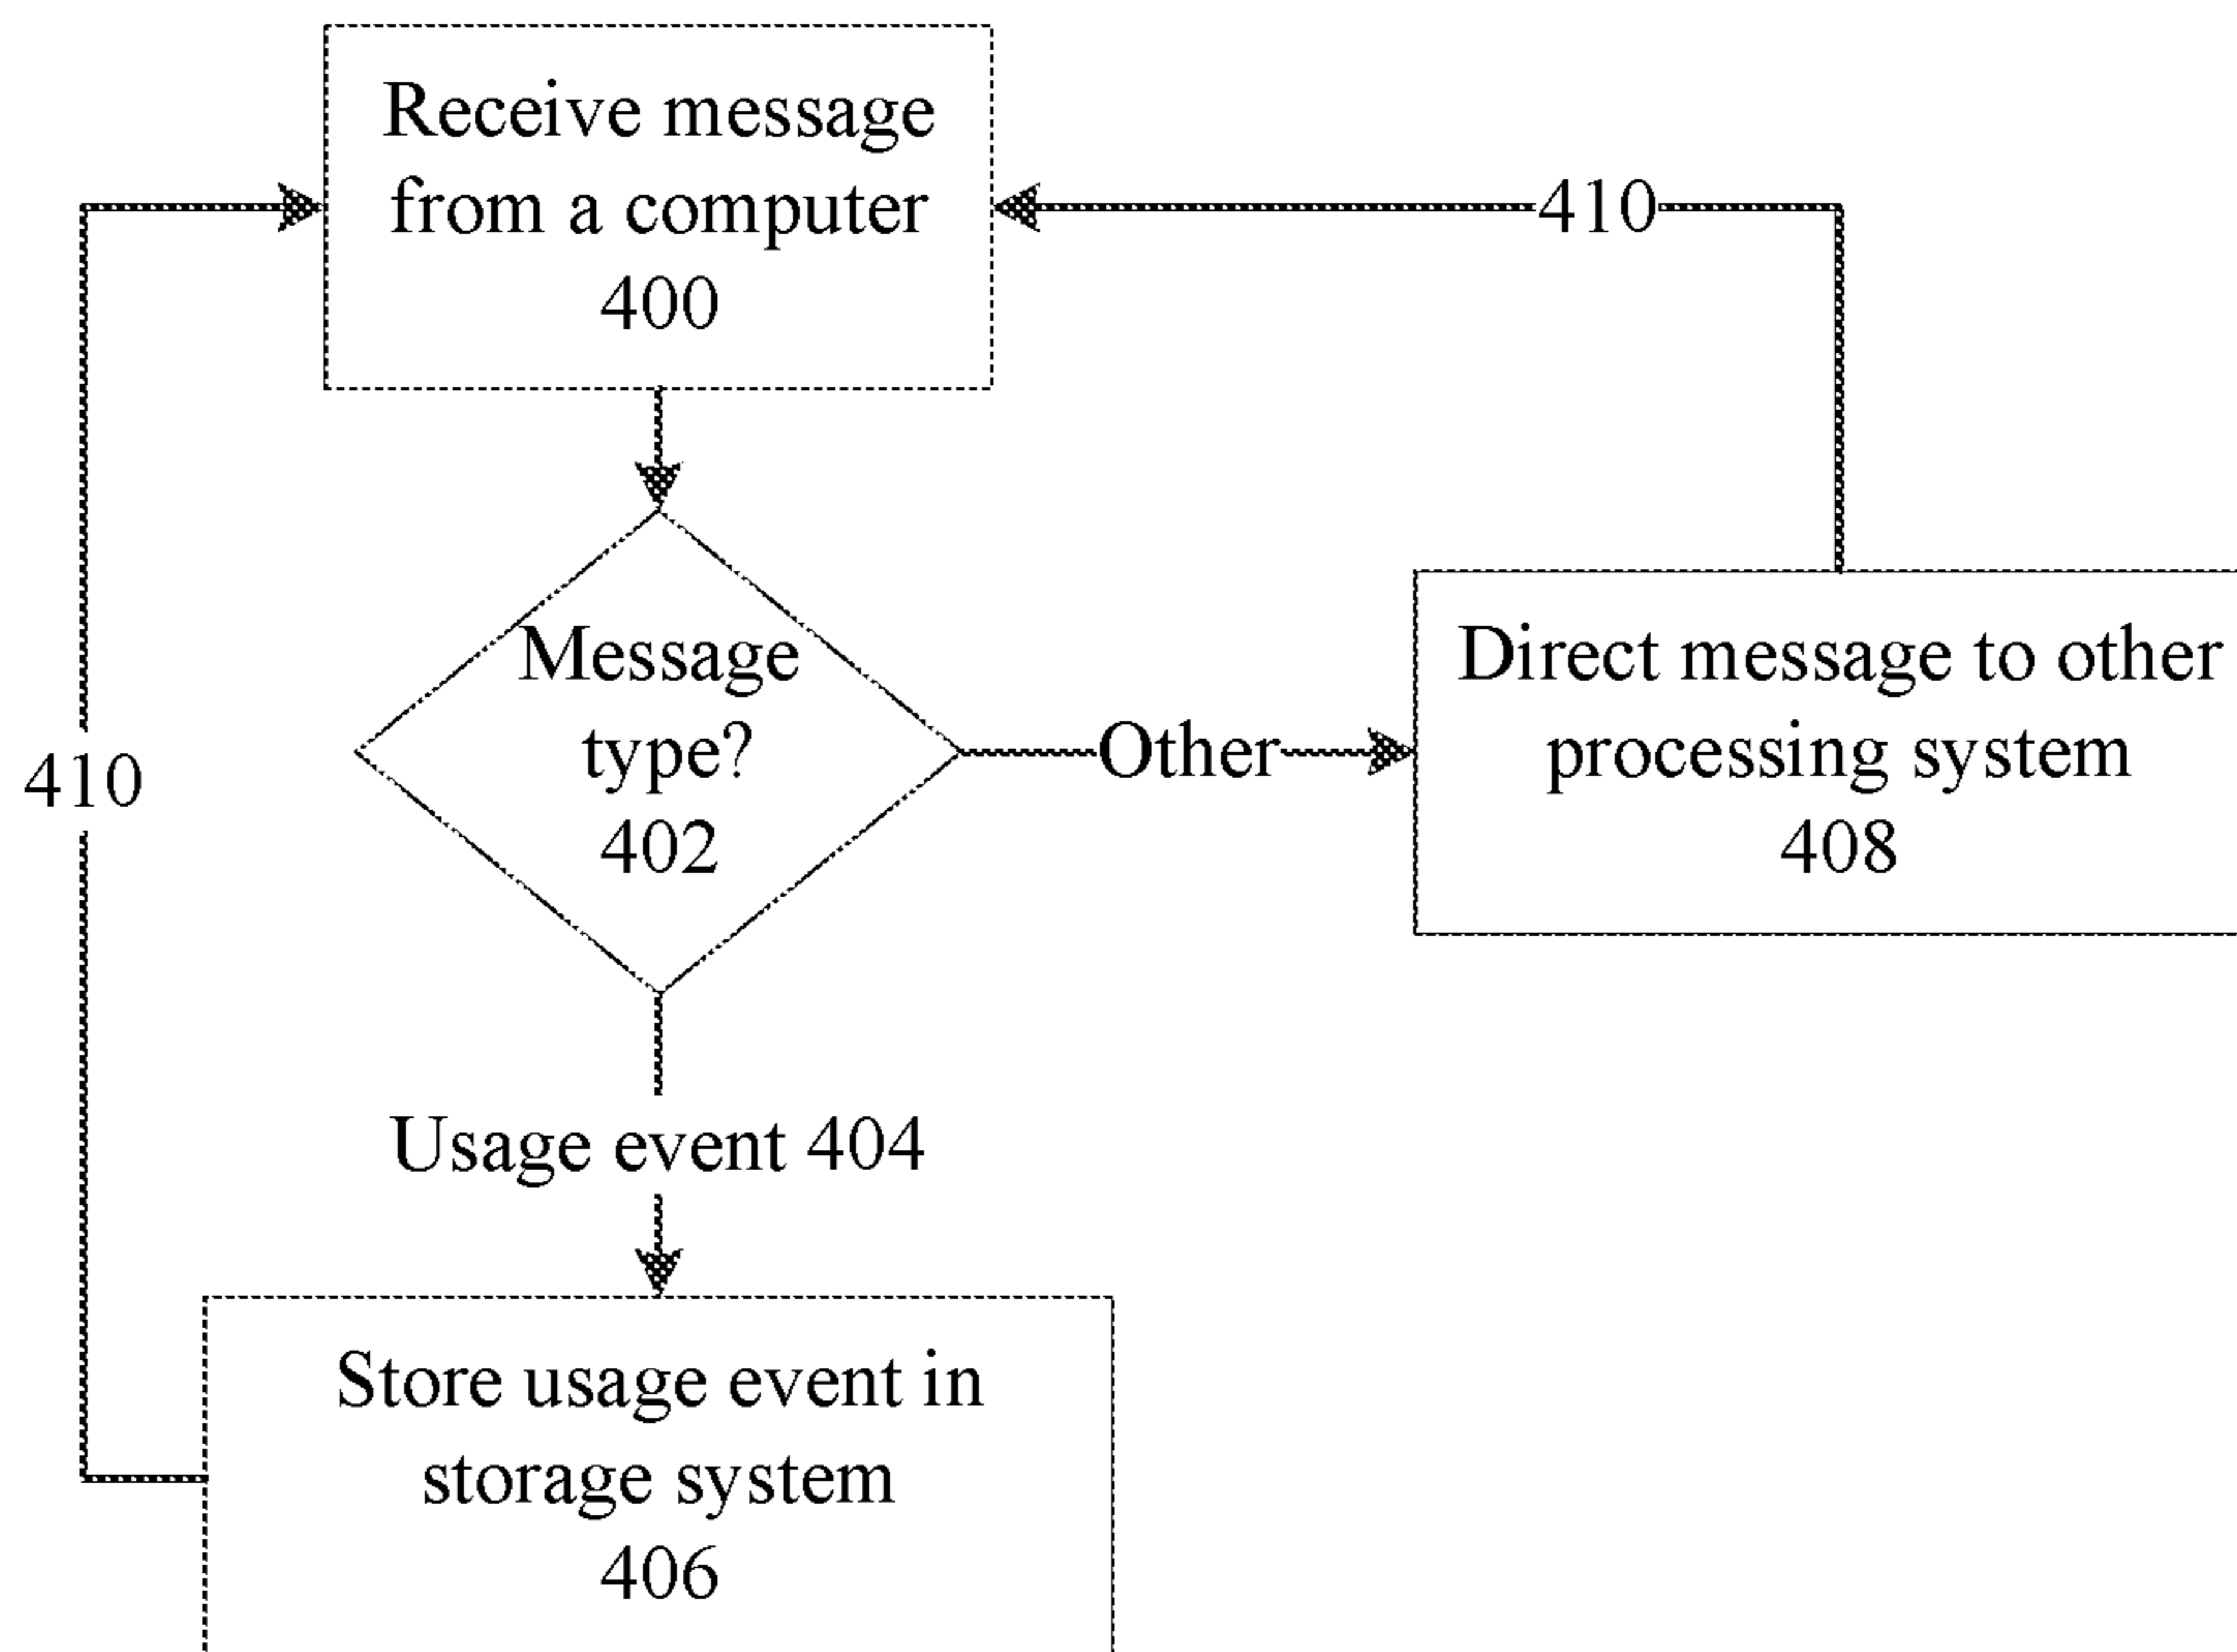 Receive message
from a computer
400
410
Message
type?
402
Other
Direct message to other
processing system
408
410
Usage event 404
Store usage event in
storage system
406